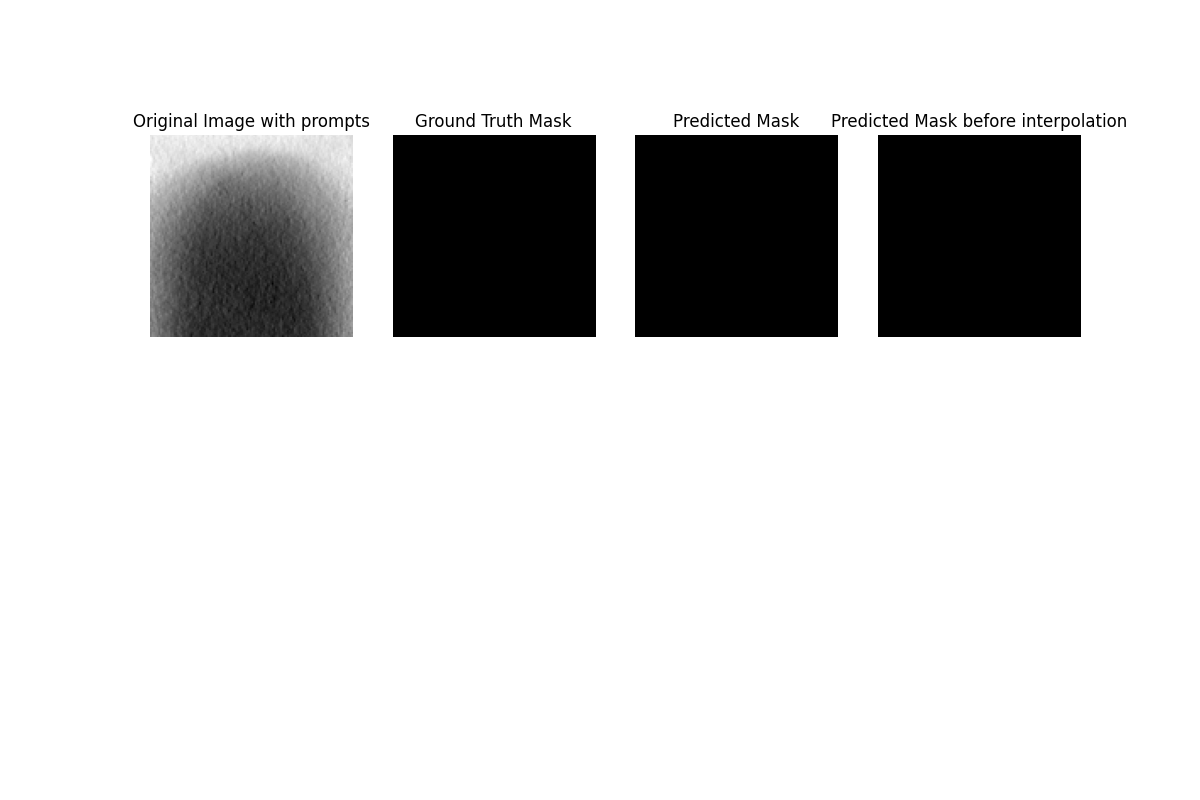 Original Image with prompts
Ground Truth Mask
Predicted Mask
Predicted Mask before interpolation